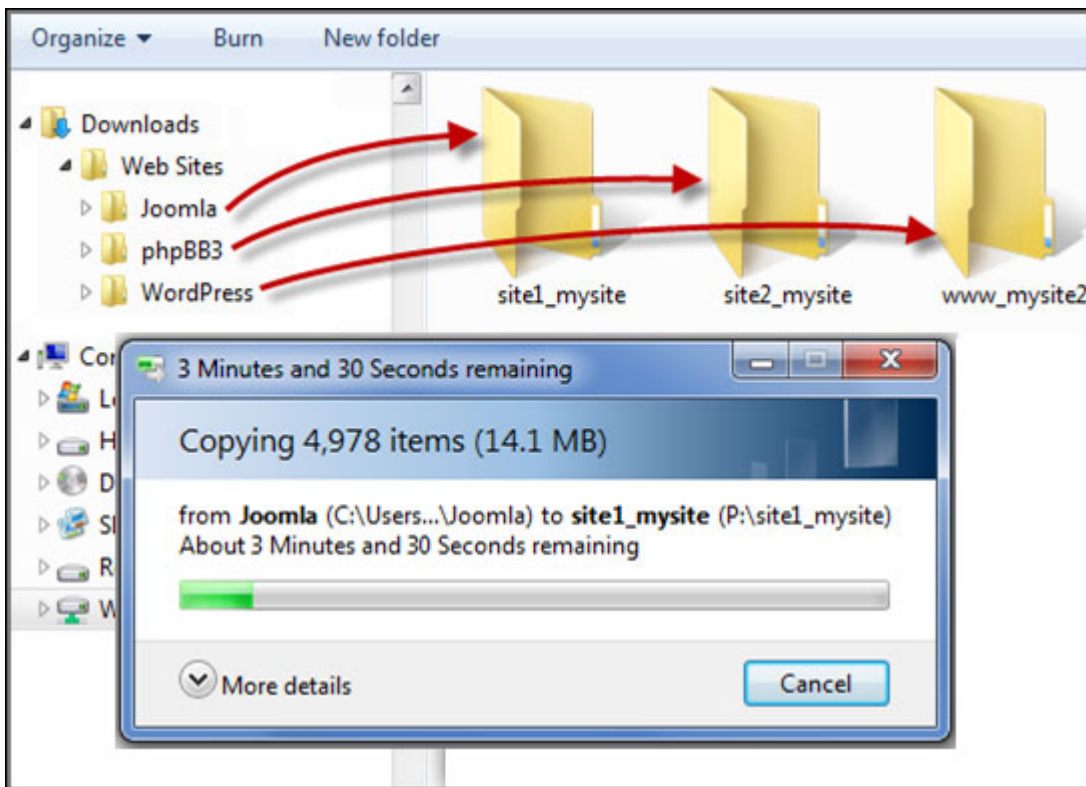 Organize Burn New folder
Downloads
Web Sites
Joomla
phpBB3
WordPress
site1_mysite site2_mysite www_mysite2
3 Minutes and 30 Seconds remaining
Copying 4,978 items (14.1 MB)
from Joomla (C:\Users...\Joomla) to site1_mysite (P:\site1_mysite)
About 3 Minutes and 30 Seconds remaining
More details
Cancel